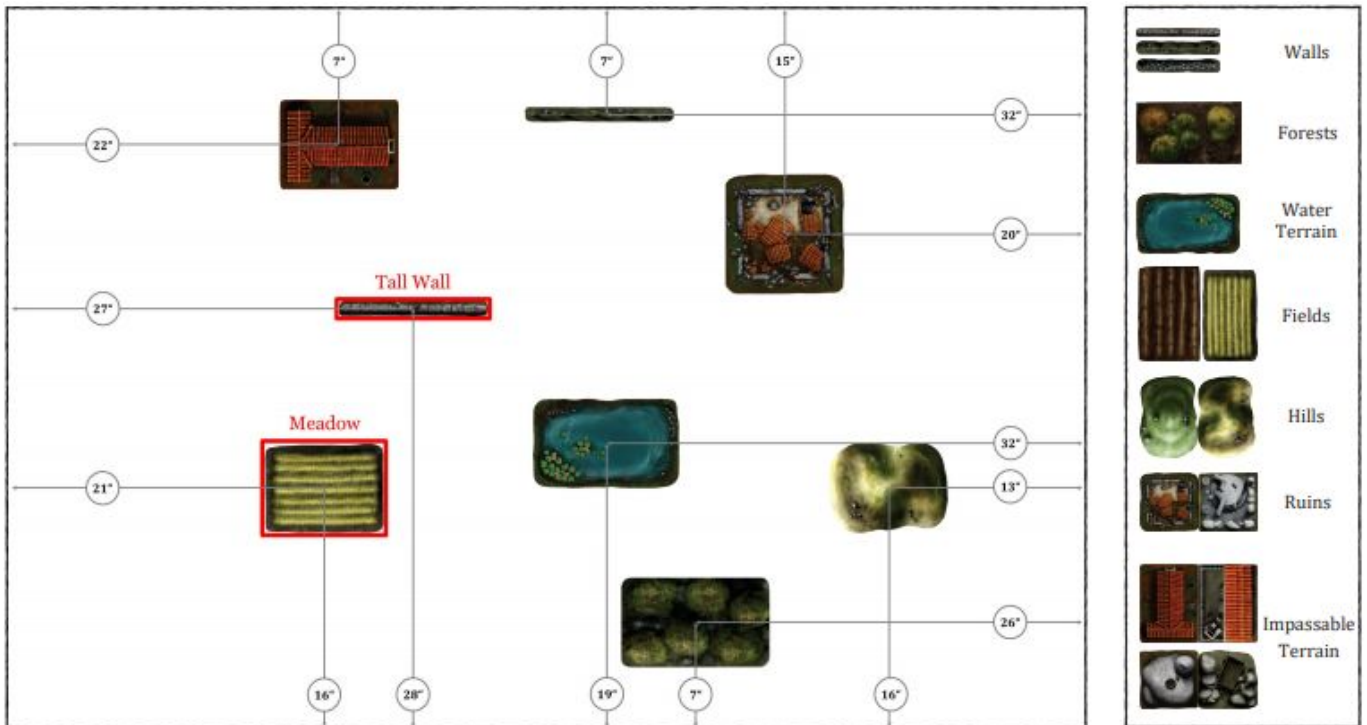 7"
7"
15"
22"
32"
20"
Tall Wall
27"
Meadow
32"
21"
13"
26"
16"
28"
19"
7"
16"
Walls
Forests
Water
Terrain
Fields
Hills
Ruins
Impassable
Terrain